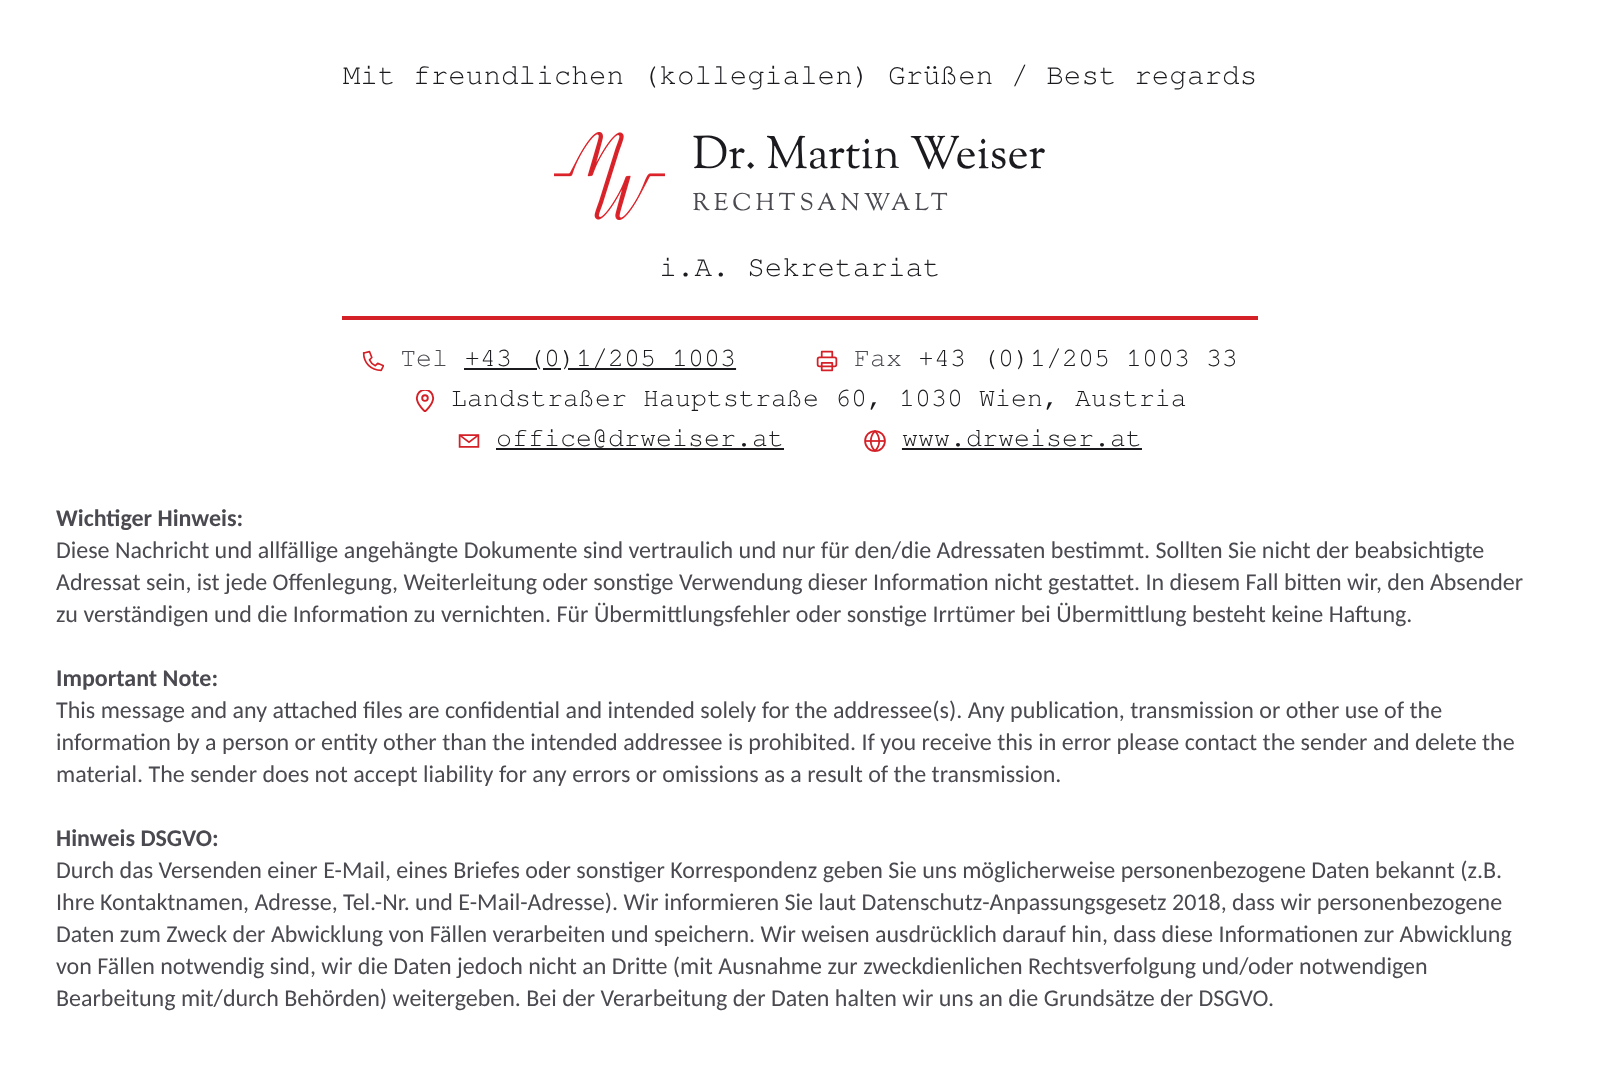 Mit freundlichen (kollegialen) Grüßen / Best regards
MW
Dr. Martin Weiser
RECHTSANWALT
i.A. Sekretariat
Tel +43 (0)1/205 1003 Fax +43 (0)1/205 1003 33
Landstraßer Hauptstraße 60, 1030 Wien, Austria
office@drweiser.at www.drweiser.at
Wichtiger Hinweis:
Diese Nachricht und allfällige angehängte Dokumente sind vertraulich und nur für den/die Adressaten bestimmt. Sollten Sie nicht der beabsichtigte
Adressat sein, ist jede Offenlegung, Weiterleitung oder sonstige Verwendung dieser Information nicht gestattet. In diesem Fall bitten wir, den Absender
zu verständigen und die Information zu vernichten. Für Übermittlungsfehler oder sonstige Irrtümer bei Übermittlung besteht keine Haftung.
Important Note:
This message and any attached files are confidential and intended solely for the addressee(s). Any publication, transmission or other use of the
information by a person or entity other than the intended addressee is prohibited. If you receive this in error please contact the sender and delete the
material. The sender does not accept liability for any errors or omissions as a result of the transmission.
Hinweis DSGVO:
Durch das Versenden einer E-Mail, eines Briefes oder sonstiger Korrespondenz geben Sie uns möglicherweise personenbezogene Daten bekannt (z.B.
Ihre Kontaktnamen, Adresse, Tel.-Nr. und E-Mail-Adresse). Wir informieren Sie laut Datenschutz-Anpassungsgesetz 2018, dass wir personenbezogene
Daten zum Zweck der Abwicklung von Fällen verarbeiten und speichern. Wir weisen ausdrücklich darauf hin, dass diese Informationen zur Abwicklung
von Fällen notwendig sind, wir die Daten jedoch nicht an Dritte (mit Ausnahme zur zweckdienlichen Rechtsverfolgung und/oder notwendigen
Bearbeitung mit/durch Behörden) weitergeben. Bei der Verarbeitung der Daten halten wir uns an die Grundsätze der DSGVO.